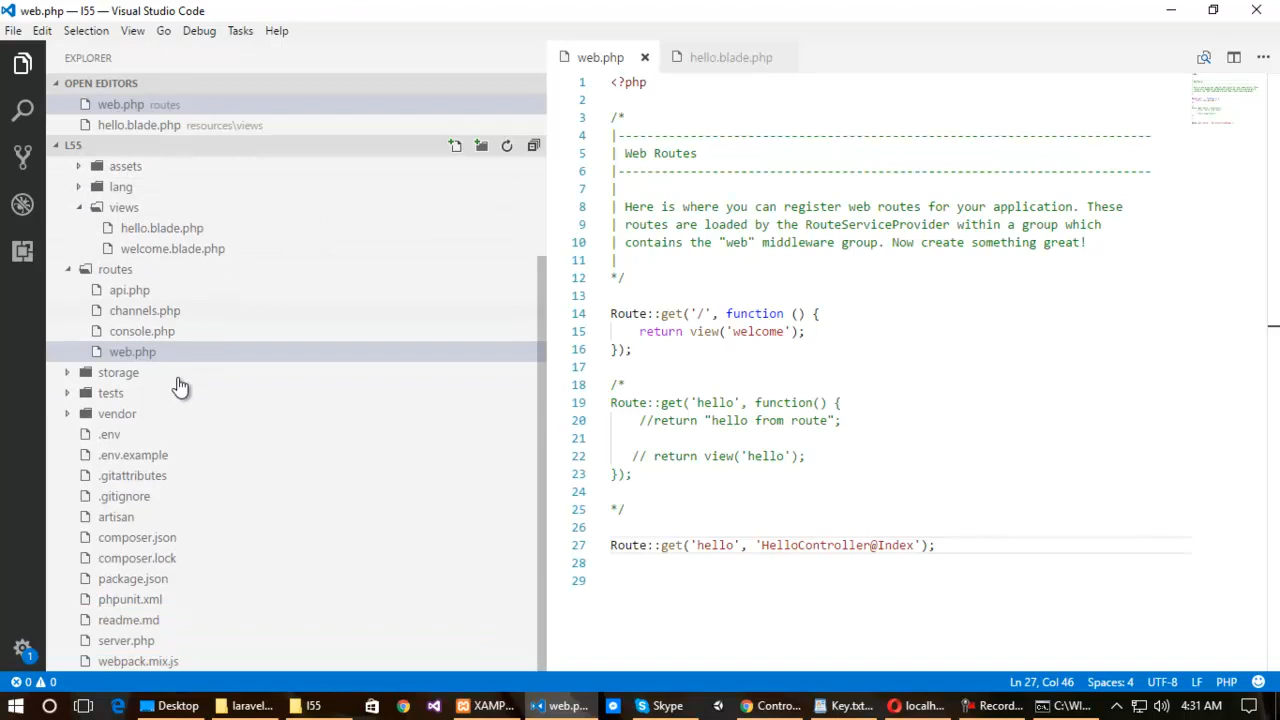 web.php — l55 — Visual Studio Code
File Edit Selection View Go Debug Tasks Help
EXPLORER
OPEN EDITORS
web.php routes
hello.blade.php resources\views
L55
assets
lang
views
hello.blade.php
welcome.blade.php
routes
api.php
channels.php
console.php
web.php
storage
tests
vendor
.env
.env.example
.gitattributes
.gitignore
artisan
composer.json
composer.lock
package.json
phpunit.xml
readme.md
server.php
webpack.mix.js
web.php hello.blade.php
1 <?php
2
3 /*
4 |--------------------------------------------------------------------------
5 | Web Routes
6 |--------------------------------------------------------------------------
7 |
8 | Here is where you can register web routes for your application. These
9 | routes are loaded by the RouteServiceProvider within a group which
10 | contains the "web" middleware group. Now create something great!
11 |
12 */
13
14 Route::get('/', function () {
15 return view('welcome');
16 });
17
18 /*
19 Route::get('hello', function() {
20 //return "hello from route";
21
22 // return view('hello');
23 });
24
25 */
26
27 Route::get('hello', 'HelloController@Index');
28
29
1
0 0
Ln 27, Col 46 Spaces: 4 UTF-8 LF PHP
Desktop laravel... l55 XAMP... web.p... Skype Contro... Key.txt... localh... Record... C:\WI... 4:31 AM